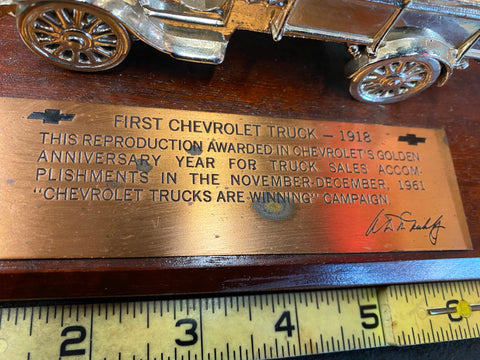 FIRST CHEVROLET TRUCK — 1918
THIS REPRODUCTION AWARDED IN CHEVROLET'S GOLDEN
ANNIVERSARY YEAR FOR TRUCK SALES ACCOM-
PLISHMENTS IN THE NOVEMBER-DECEMBER, 1961
"CHEVROLET TRUCKS ARE WINNING" CAMPAIGN.
2 3 4 5